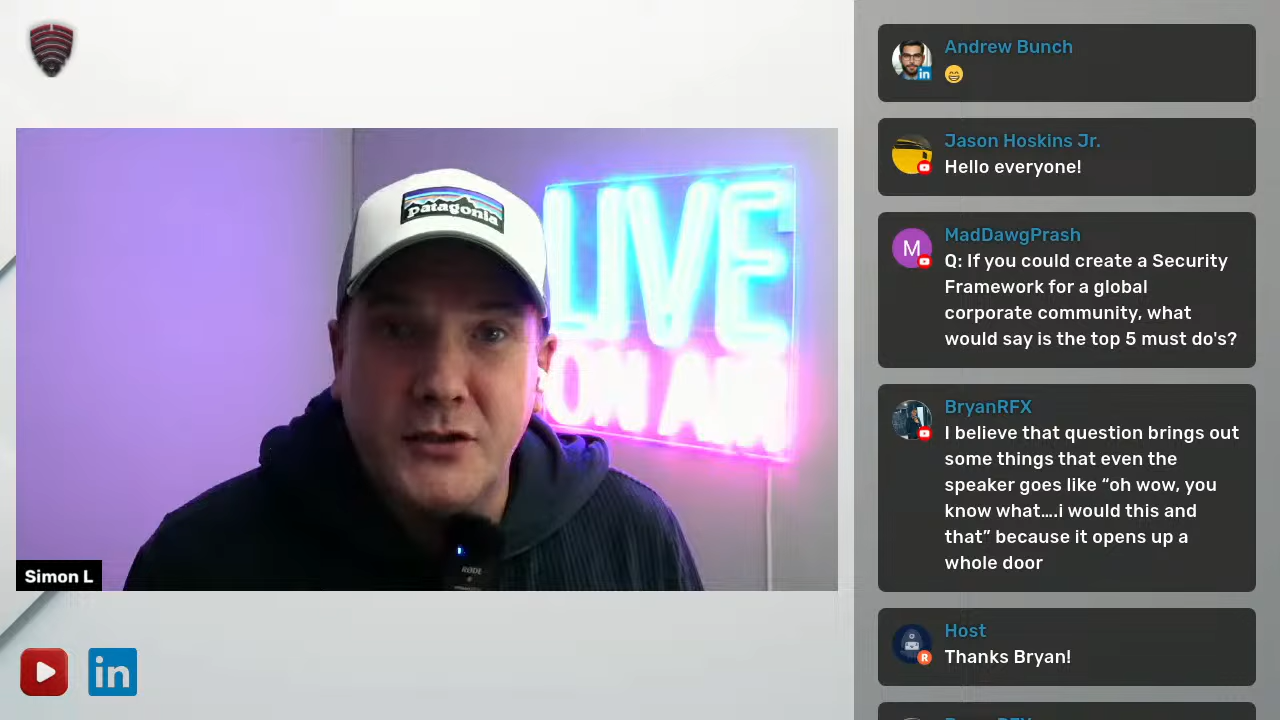 Patagonia
LIVE
ON AIR
RØDE
Simon L
in
Andrew Bunch
in
Jason Hoskins Jr.
Hello everyone!
M
MadDawgPrash
Q: If you could create a Security
Framework for a global
corporate community, what
would say is the top 5 must do's?
BryanRFX
I believe that question brings out
some things that even the
speaker goes like “oh wow, you
know what….i would this and
that” because it opens up a
whole door
Host
R
Thanks Bryan!